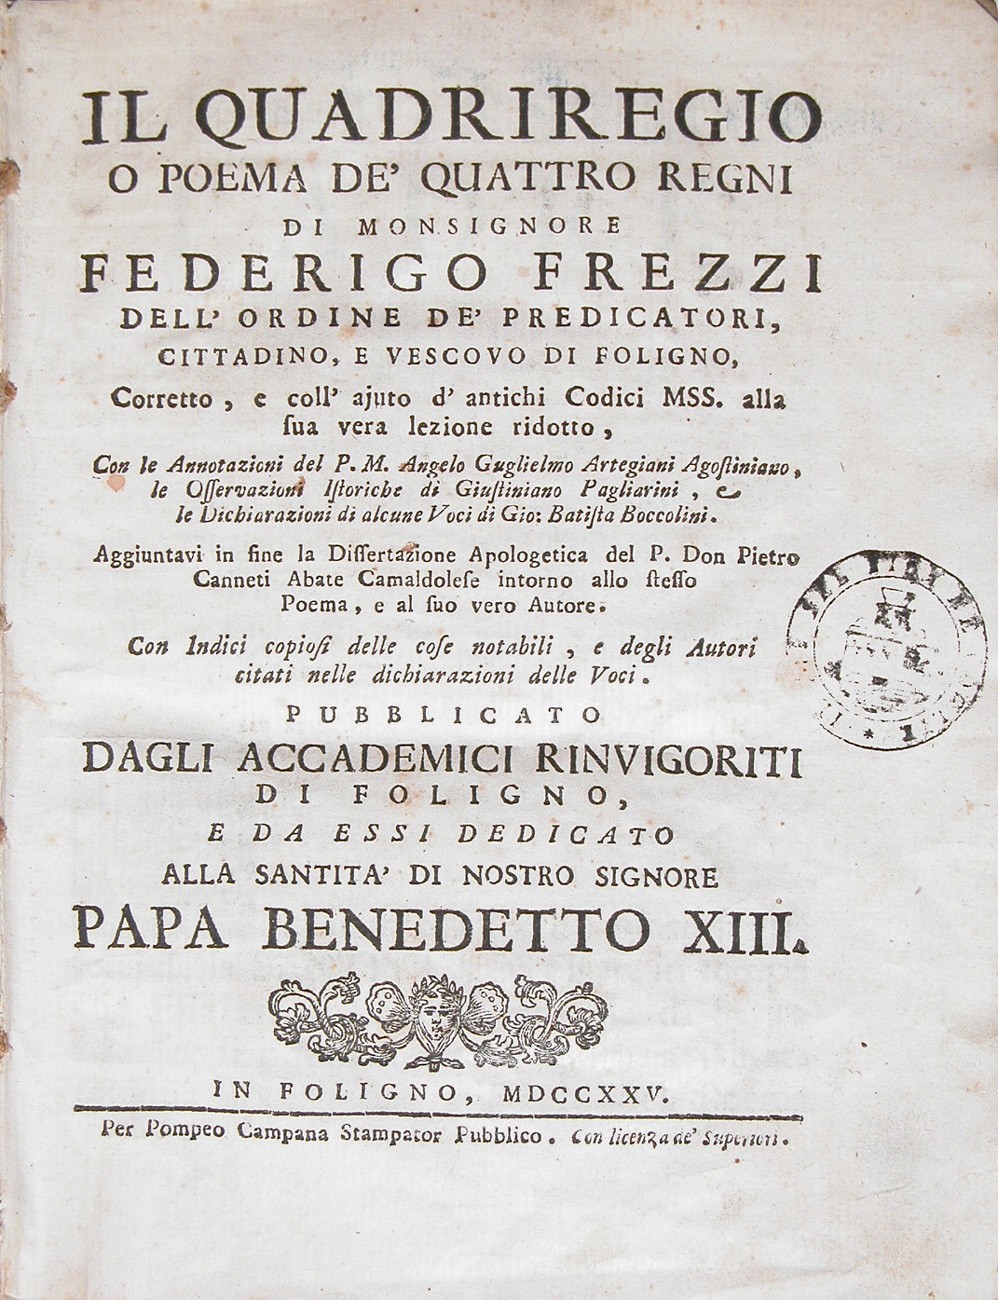 IL QUADRIREGIO
O POEMA DE' QUATTRO REGNI
DI MONSIGNORE
FEDERIGO FREZZI
DELL' ORDINE DE' PREDICATORI,
CITTADINO, E VESCOVO DI FOLIGNO,
Corretto, e coll' ajuto d' antichi Codici MSS. alla
ſua vera lezione ridotto,
Con le Annotazioni del P. M. Angelo Guglielmo Artegiani Agoſtiniano,
le Oſſervazioni Iſtoriche di Giuſtiniano Pagliarini, &
le Dichiarazioni di alcune Voci di Gio: Batiſta Boccolini.
Aggiuntavi in fine la Diſſertazione Apologetica del P. Don Pietro
Canneti Abate Camaldoleſe intorno allo ſteſſo
Poema, e al ſuo vero Autore.
Con Indici copioſi delle coſe notabili, e degli Autori
citati nelle dichiarazioni delle Voci.
PUBBLICATO
DAGLI ACCADEMICI RINVIGORITI
DI FOLIGNO,
E DA ESSI DEDICATO
ALLA SANTITA' DI NOSTRO SIGNORE
PAPA BENEDETTO XIII.
IN FOLIGNO, MDCCXXV.
Per Pompeo Campana Stampator Pubblico. Con licenza de' Superiori.